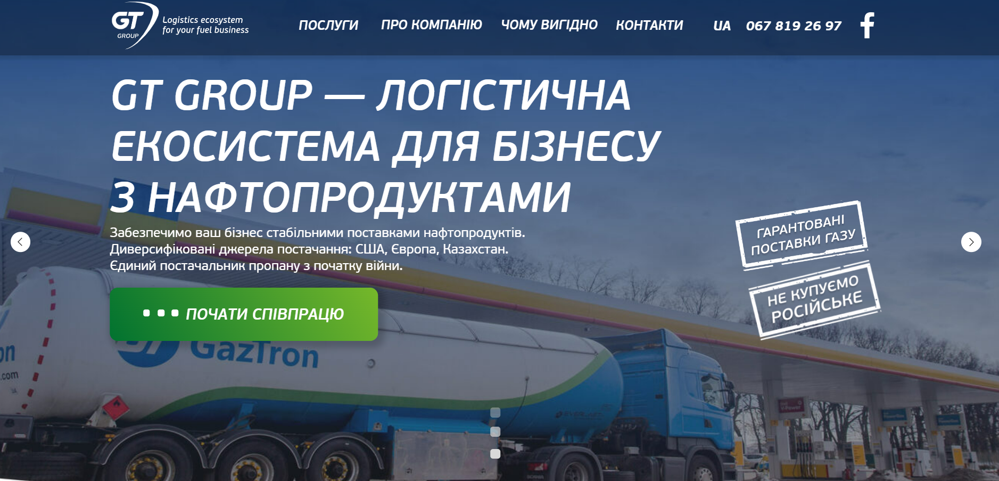 GT
GROUP
Logistics ecosystem
for your fuel business
ПОСЛУГИ
ПРО КОМПАНІЮ
ЧОМУ ВИГІДНО
КОНТАКТИ
UA
067 819 26 97
GT GROUP — ЛОГІСТИЧНА
ЕКОСИСТЕМА ДЛЯ БІЗНЕСУ
З НАФТОПРОДУКТАМИ
Забезпечимо ваш бізнес стабільними поставками нафтопродуктів.
Диверсифіковані джерела постачання: США, Європа, Казахстан.
Єдиний постачальник пропану з початку війни.
ГАРАНТОВАНІ
ПОСТАВКИ ГАЗУ
НЕ КУПУЄМО
РОСІЙСЬКЕ
ПОЧАТИ СПІВПРАЦЮ
GazTron
on
.com
V-Power